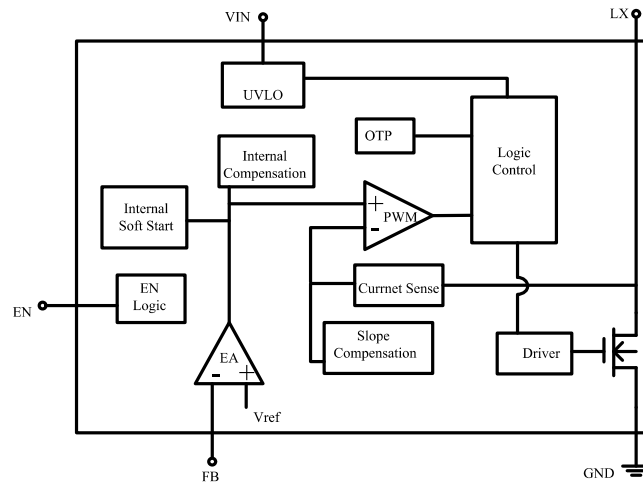 VIN
LX
UVLO
OTP
Logic
Control
Internal
Compensation
Internal
Soft Start
+
-
PWM
EN
EN
Logic
Currnet Sense
Slope
Compensation
Driver
EA
-
+
Vref
FB
GND